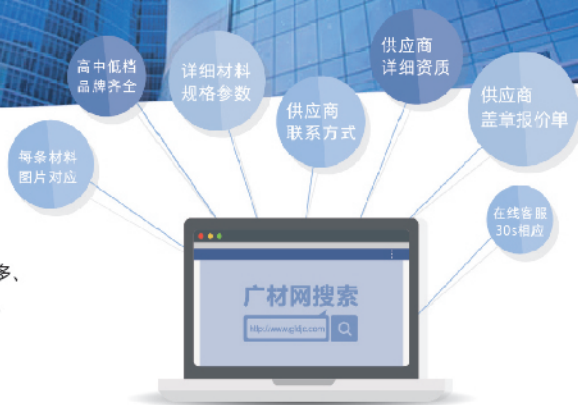 高中低档
品牌齐全
详细材料
规格参数
供应商
联系方式
供应商
详细资质
供应商
盖章报价单
每条材料
图片对应
在线客服
30s相应
多、
广材网搜索
http://www.gldjc.com